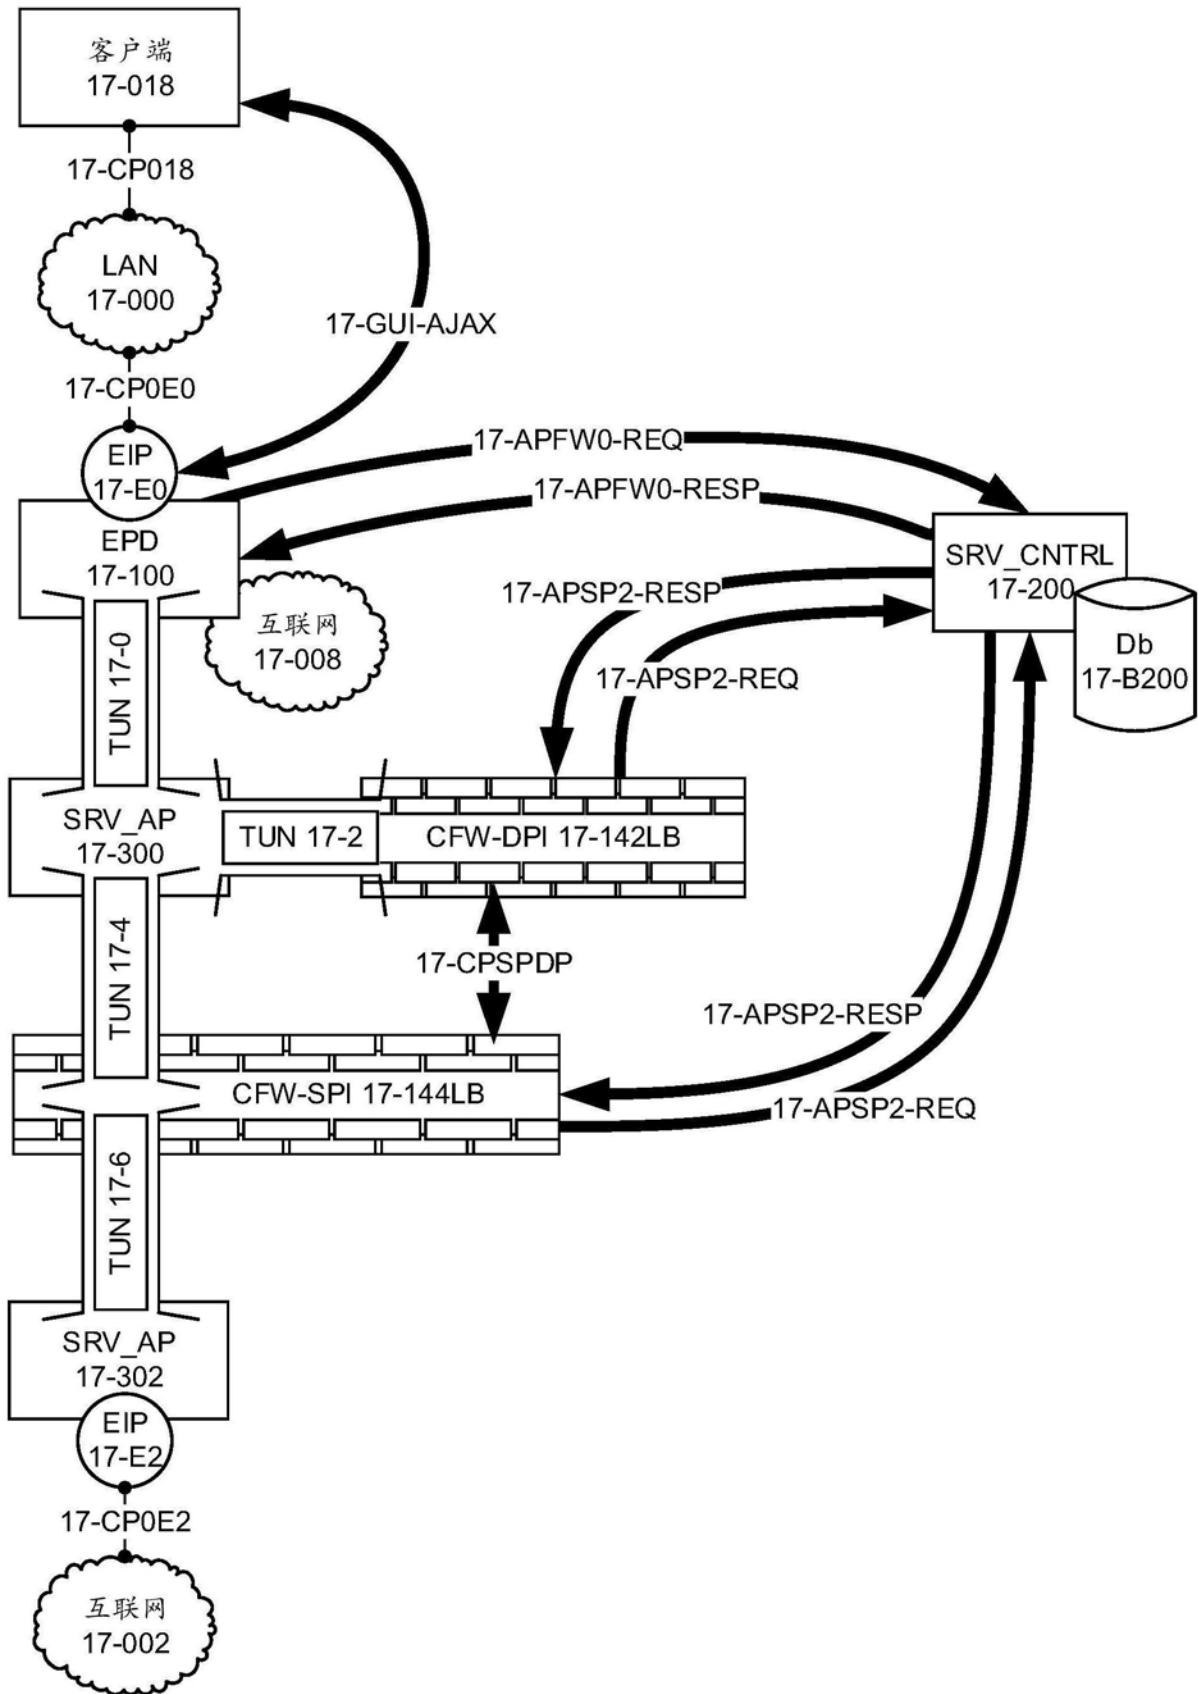 客户端
17-018
17-CP018
LAN
17-000
17-GUI-AJAX
17-CP0E0
EIP
17-E0
17-APFW0-REQ
17-APFW0-RESP
EPD
17-100
SRV_CNTRL
17-200
17-APSP2-RESP
互联网
17-008
TUN 17-0
17-APSP2-REQ
Db
17-B200
SRV_AP
17-300
TUN 17-2
CFW-DPI 17-142LB
TUN 17-4
17-CPSPDP
17-APSP2-RESP
CFW-SPI 17-144LB
17-APSP2-REQ
TUN 17-6
SRV_AP
17-302
EIP
17-E2
17-CP0E2
互联网
17-002